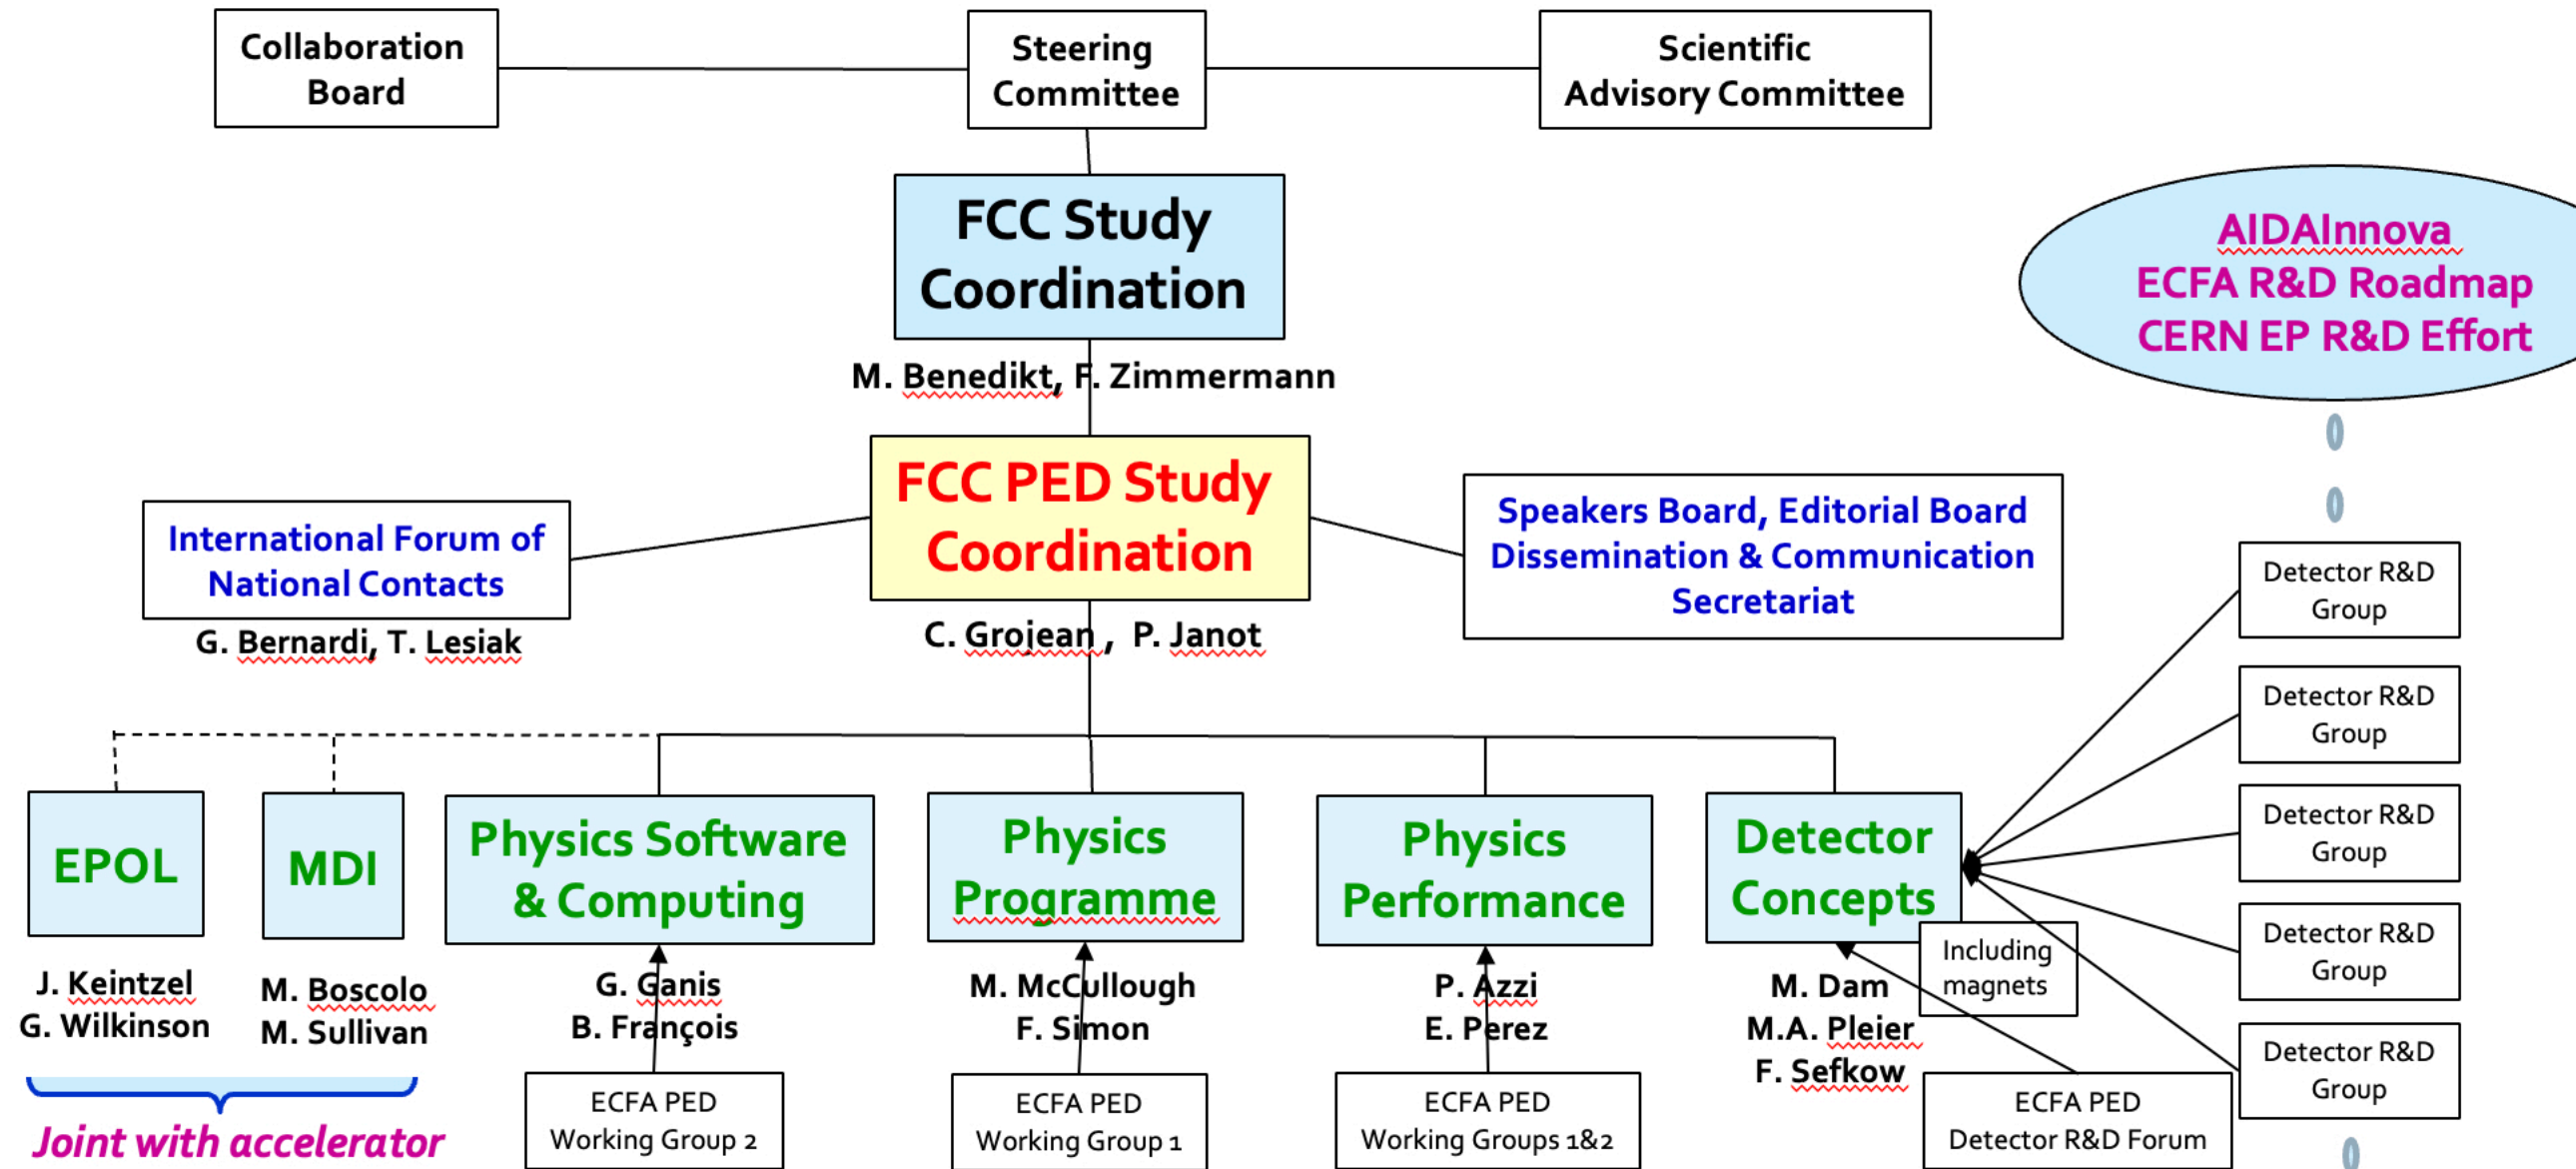 Collaboration
Board
Steering
Committee
Scientific
Advisory Committee
FCC Study
Coordination
M. Benedikt, F. Zimmermann
AIDAInnova
ECFA R&D Roadmap
CERN EP R&D Effort
FCC PED Study
Coordination
C. Grojean , P. Janot
International Forum of
National Contacts
G. Bernardi, T. Lesiak
Speakers Board, Editorial Board
Dissemination & Communication
Secretariat
Detector R&D
Group
Detector R&D
Group
Detector R&D
Group
Detector R&D
Group
Detector R&D
Group
EPOL
J. Keintzel
G. Wilkinson
MDI
M. Boscolo
M. Sullivan
Joint with accelerator
Physics Software
& Computing
G. Ganis
B. François
ECFA PED
Working Group 2
Physics
Programme
M. McCullough
F. Simon
ECFA PED
Working Group 1
Physics
Performance
P. Azzi
E. Perez
ECFA PED
Working Groups 1&2
Detector
Concepts
Including
magnets
M. Dam
M.A. Pleier
F. Sefkow
ECFA PED
Detector R&D Forum